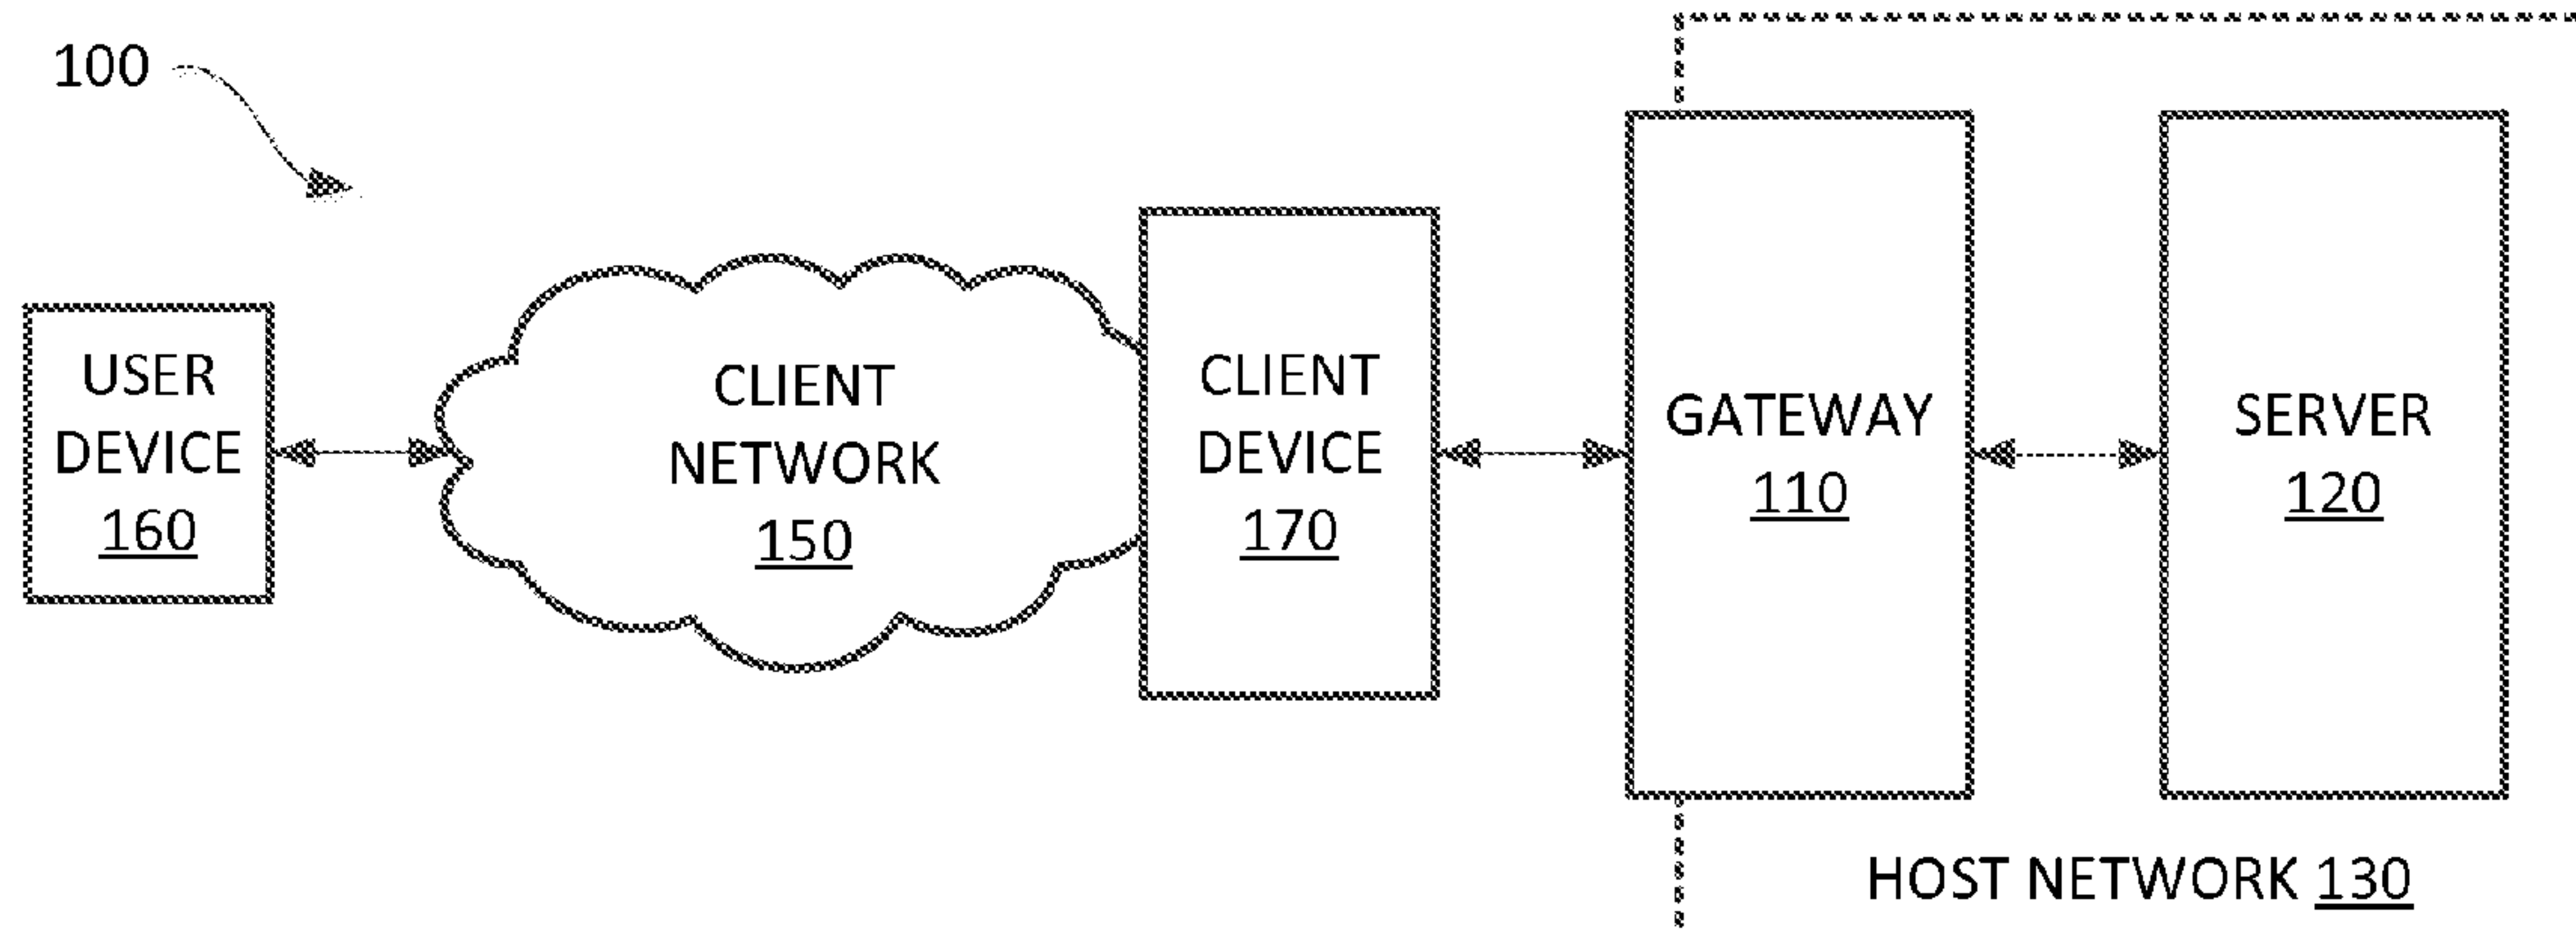 100
USER
DEVICE
160
CLIENT
NETWORK
150
CLIENT
DEVICE
170
GATEWAY
110
SERVER
120
HOST NETWORK 130